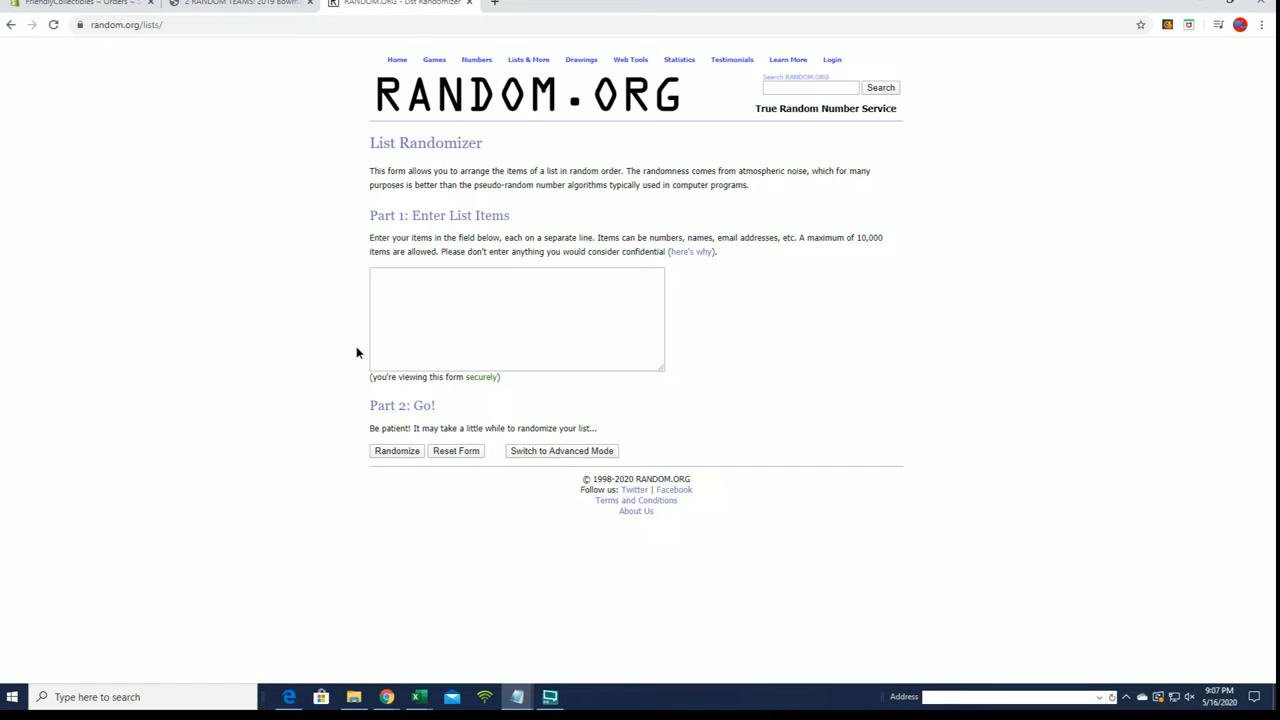 FriendlyCollectibles ~ Orders ~
2 RANDOM TEAMS: 2019 Bowm
RANDOM.ORG - List Randomizer
random.org/lists/
Home Games Numbers Lists & More Drawings Web Tools Statistics Testimonials Learn More Login
RANDOM.ORG
Search RANDOM.ORG
Search
True Random Number Service
List Randomizer
This form allows you to arrange the items of a list in random order. The randomness comes from atmospheric noise, which for many
purposes is better than the pseudo-random number algorithms typically used in computer programs.
Part 1: Enter List Items
Enter your items in the field below, each on a separate line. Items can be numbers, names, email addresses, etc. A maximum of 10,000
items are allowed. Please don't enter anything you would consider confidential (here's why).
(you're viewing this form securely)
Part 2: Go!
Be patient! It may take a little while to randomize your list...
Randomize Reset Form Switch to Advanced Mode
© 1998-2020 RANDOM.ORG
Follow us: Twitter | Facebook
Terms and Conditions
About Us
Type here to search
Address
9:07 PM
5/16/2020